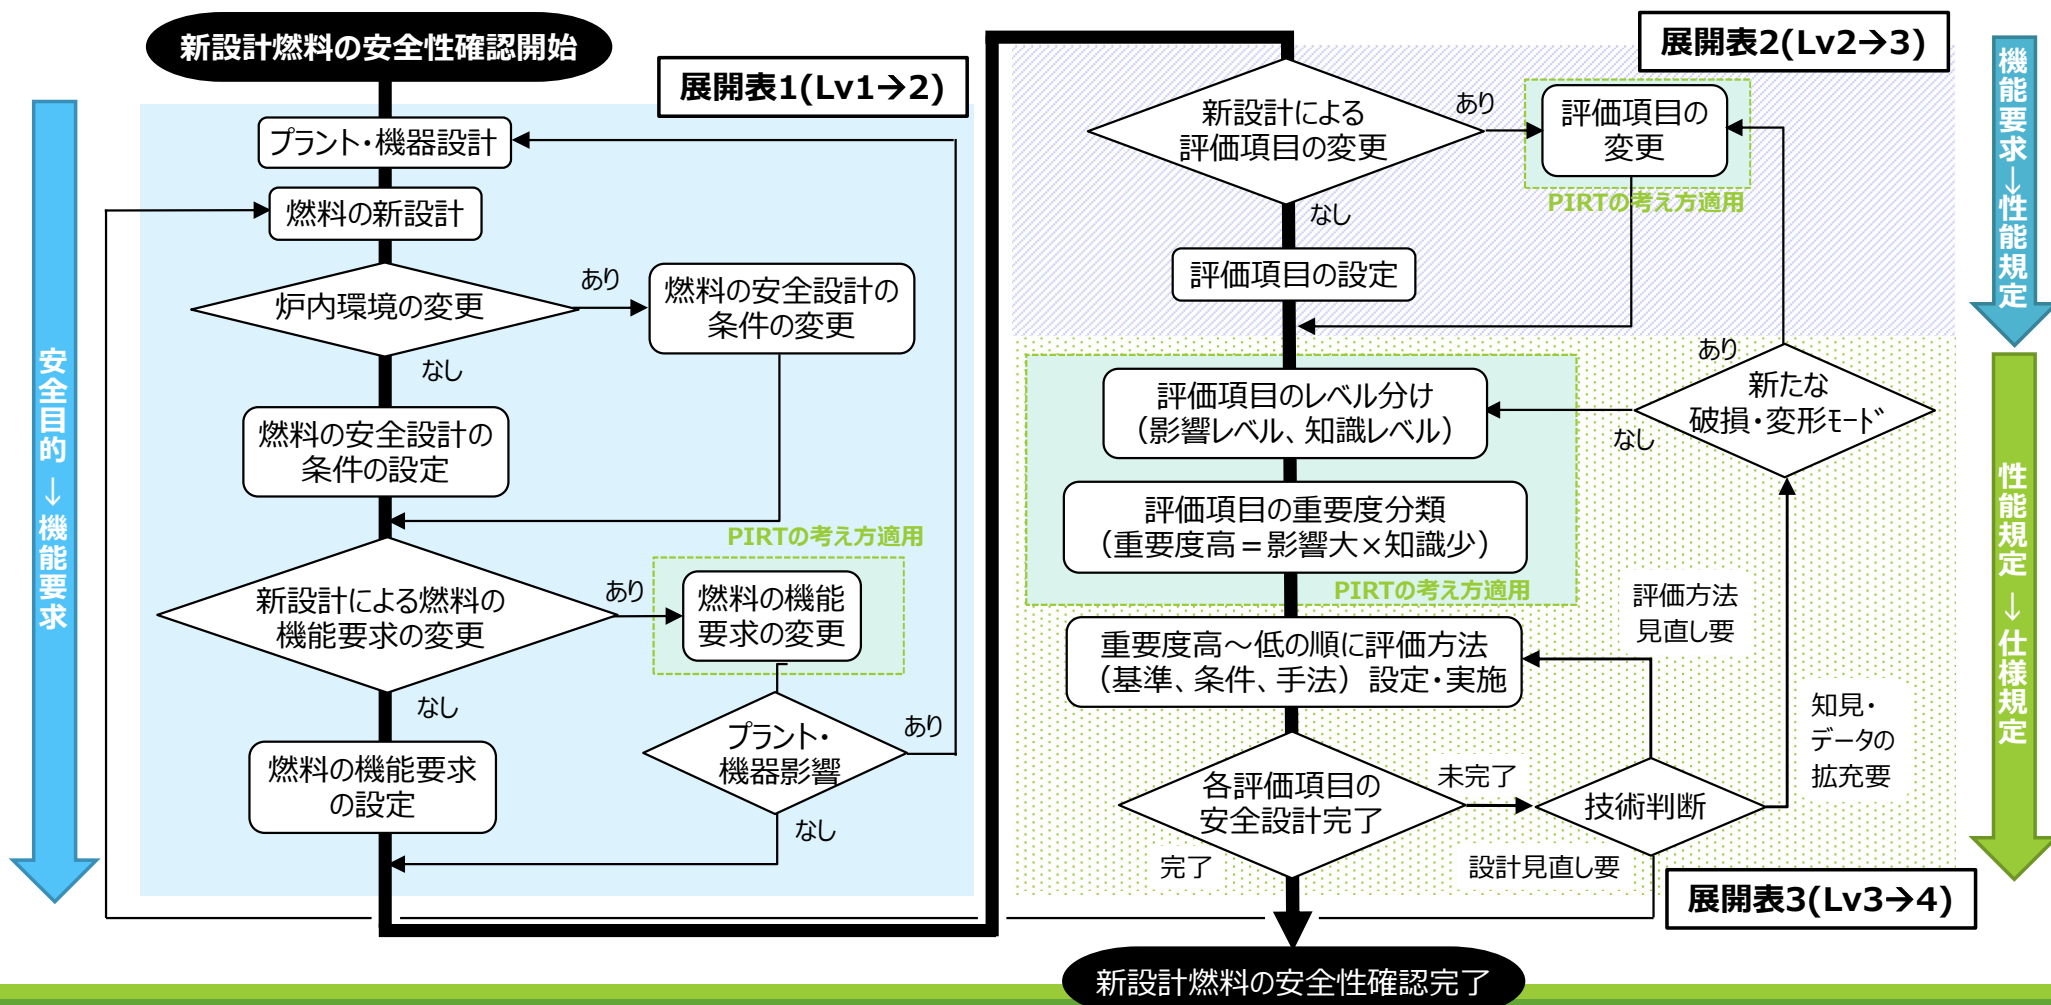 新設計燃料の安全性確認開始
展開表1(Lv1→2)
プラント・機器設計
燃料の新設計
炉内環境の変更
あり
燃料の安全設計の
条件の変更
なし
燃料の安全設計の
条件の設定
PIRTの考え方適用
新設計による燃料の
機能要求の変更
あり
燃料の機能
要求の変更
なし
プラント・
機器影響
あり
燃料の機能要求
の設定
なし
安全目的→機能要求
展開表2(Lv2→3)
新設計による
評価項目の変更
あり
評価項目の
変更
PIRTの考え方適用
なし
評価項目の設定
機能要求→性能規定
評価項目のレベル分け
（影響レベル、知識レベル）
あり
新たな
破損・変形モード
なし
評価項目の重要度分類
（重要度高＝影響大×知識少）
PIRTの考え方適用
評価方法
見直し要
重要度高～低の順に評価方法
（基準、条件、手法）設定・実施
知見・
データの
拡充要
各評価項目の
安全設計完了
未完了
技術判断
完了
設計見直し要
展開表3(Lv3→4)
性能規定→仕様規定
新設計燃料の安全性確認完了